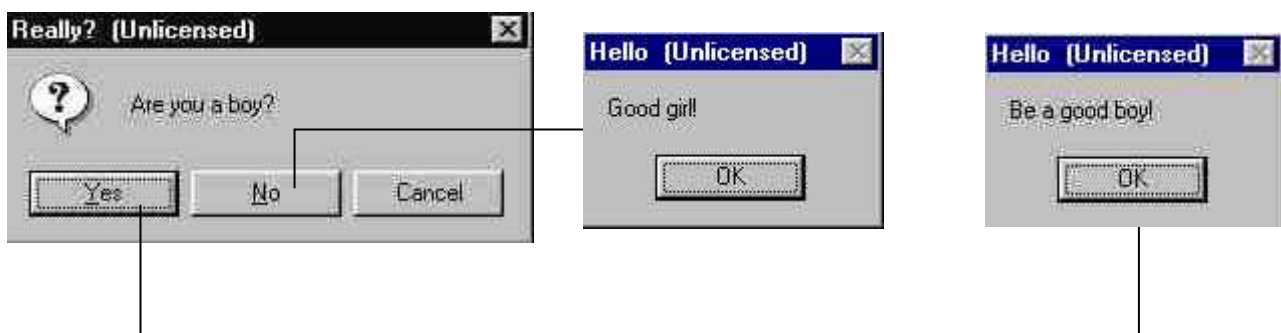 Really? (Unlicensed)
Are you a boy?
Yes
No
Cancel
Hello (Unlicensed)
Good girl!
OK
Hello (Unlicensed)
Be a good boy!
OK